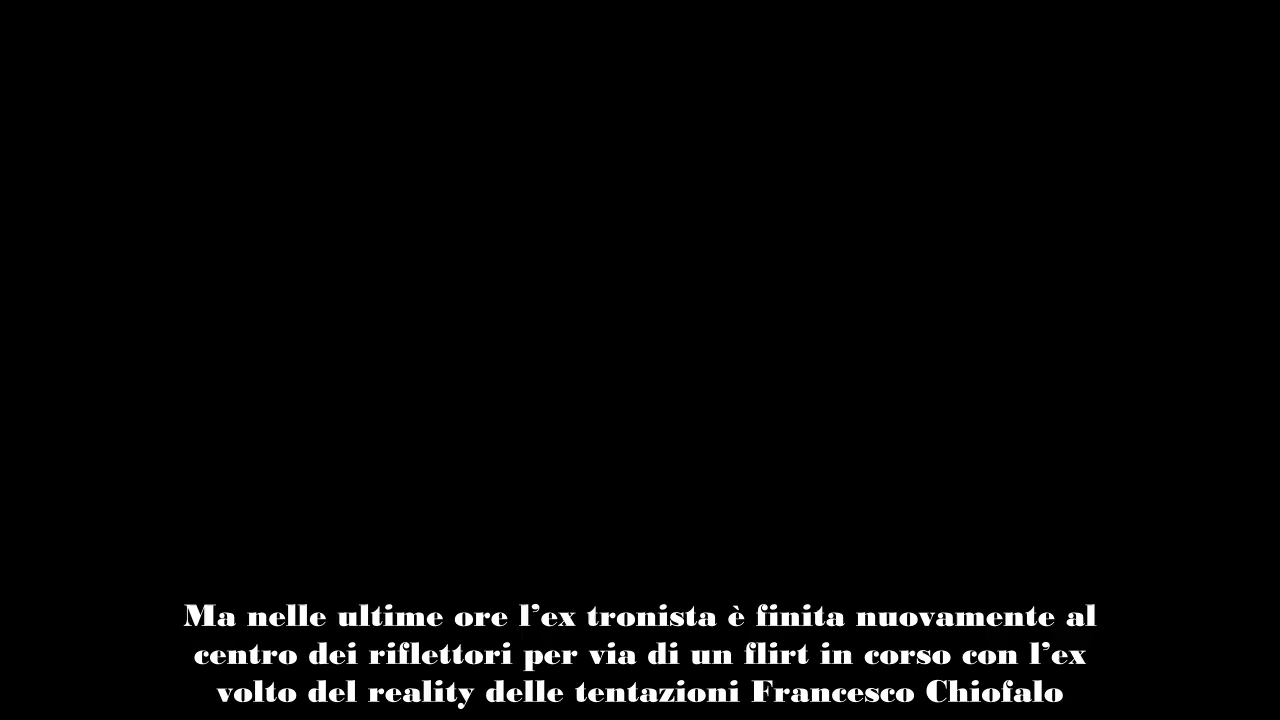 Ma nelle ultime ore l’ex tronista è finita nuovamente al
centro dei riflettori per via di un flirt in corso con l’ex
volto del reality delle tentazioni Francesco Chiofalo